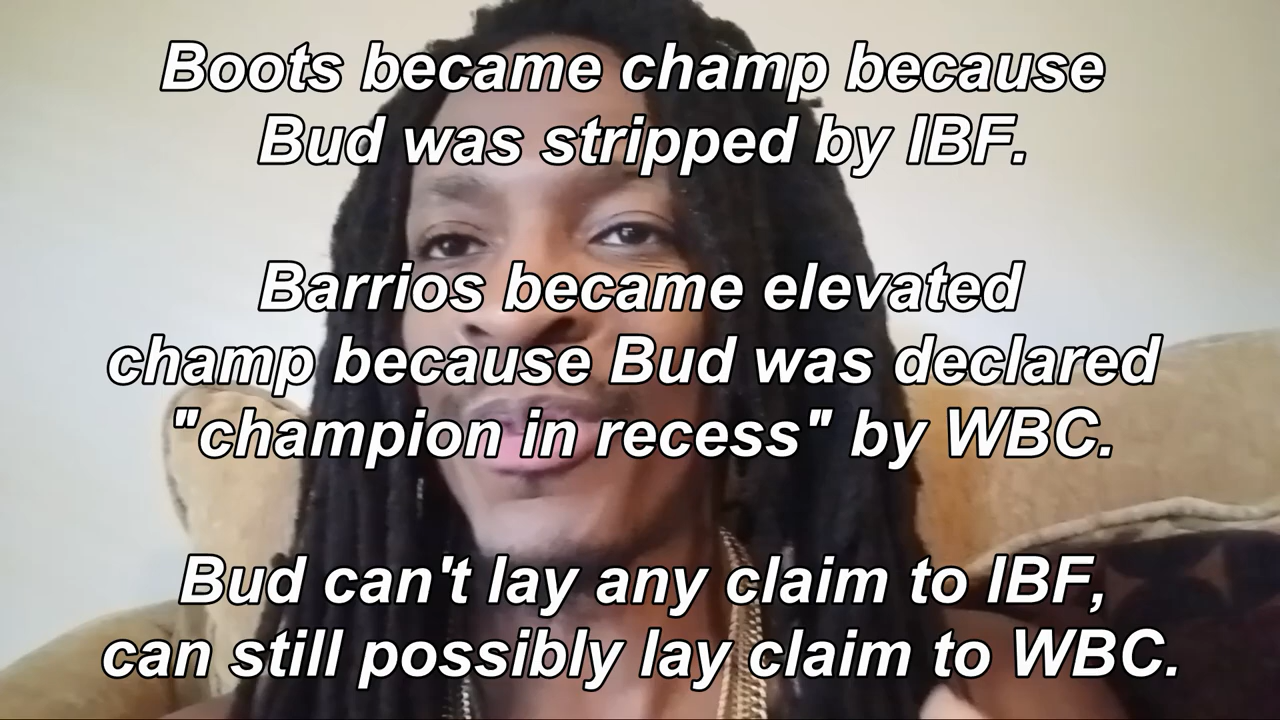 Boots became champ because
Bud was stripped by IBF.
Barrios became elevated
champ because Bud was declared
"champion in recess" by WBC.
Bud can't lay any claim to IBF,
can still possibly lay claim to WBC.